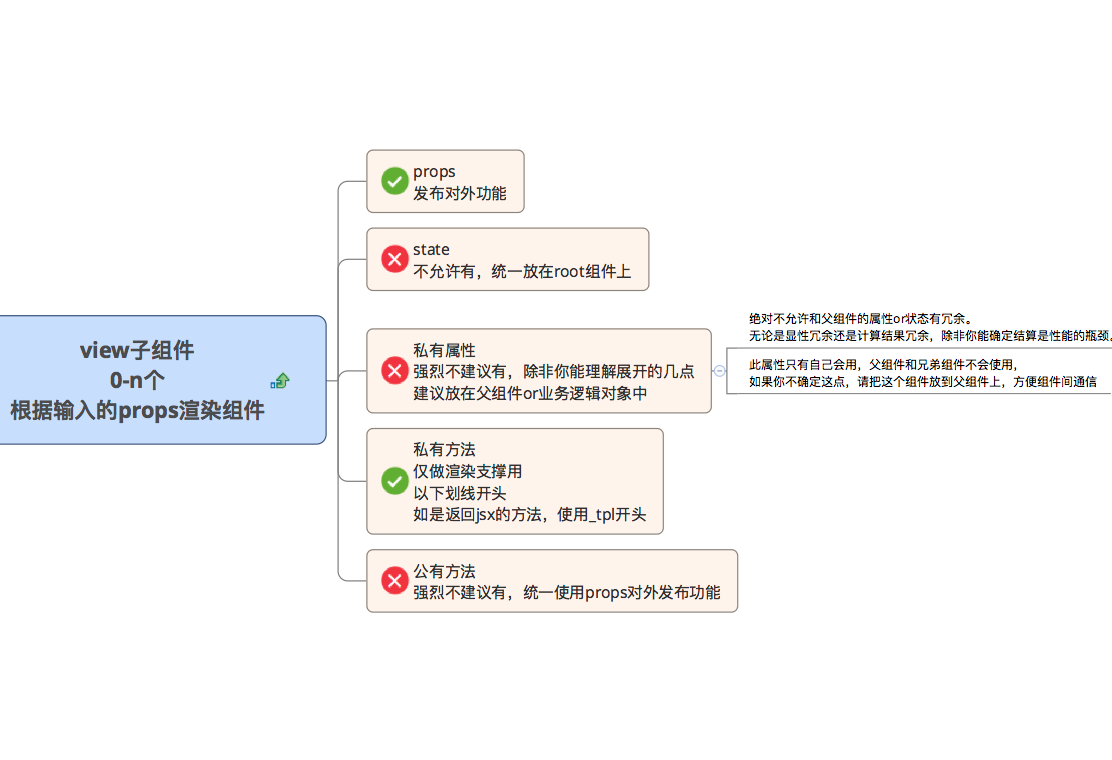 view子组件
0-n个
根据输入的props渲染组件
props
发布对外功能
state
不允许有，统一放在root组件上
私有属性
强烈不建议有，除非你能理解展开的几点
建议放在父组件or业务逻辑对象中
绝对不允许和父组件的属性or状态有冗余。
无论是显性冗余还是计算结果冗余，除非你能确定结算是性能的瓶颈。
此属性只有自己会用，父组件和兄弟组件不会使用，
如果你不确定这点，请把这个组件放到父组件上，方便组件间通信
私有方法
仅做渲染支撑用
以下划线开头
如是返回jsx的方法，使用_tpl开头
公有方法
强烈不建议有，统一使用props对外发布功能